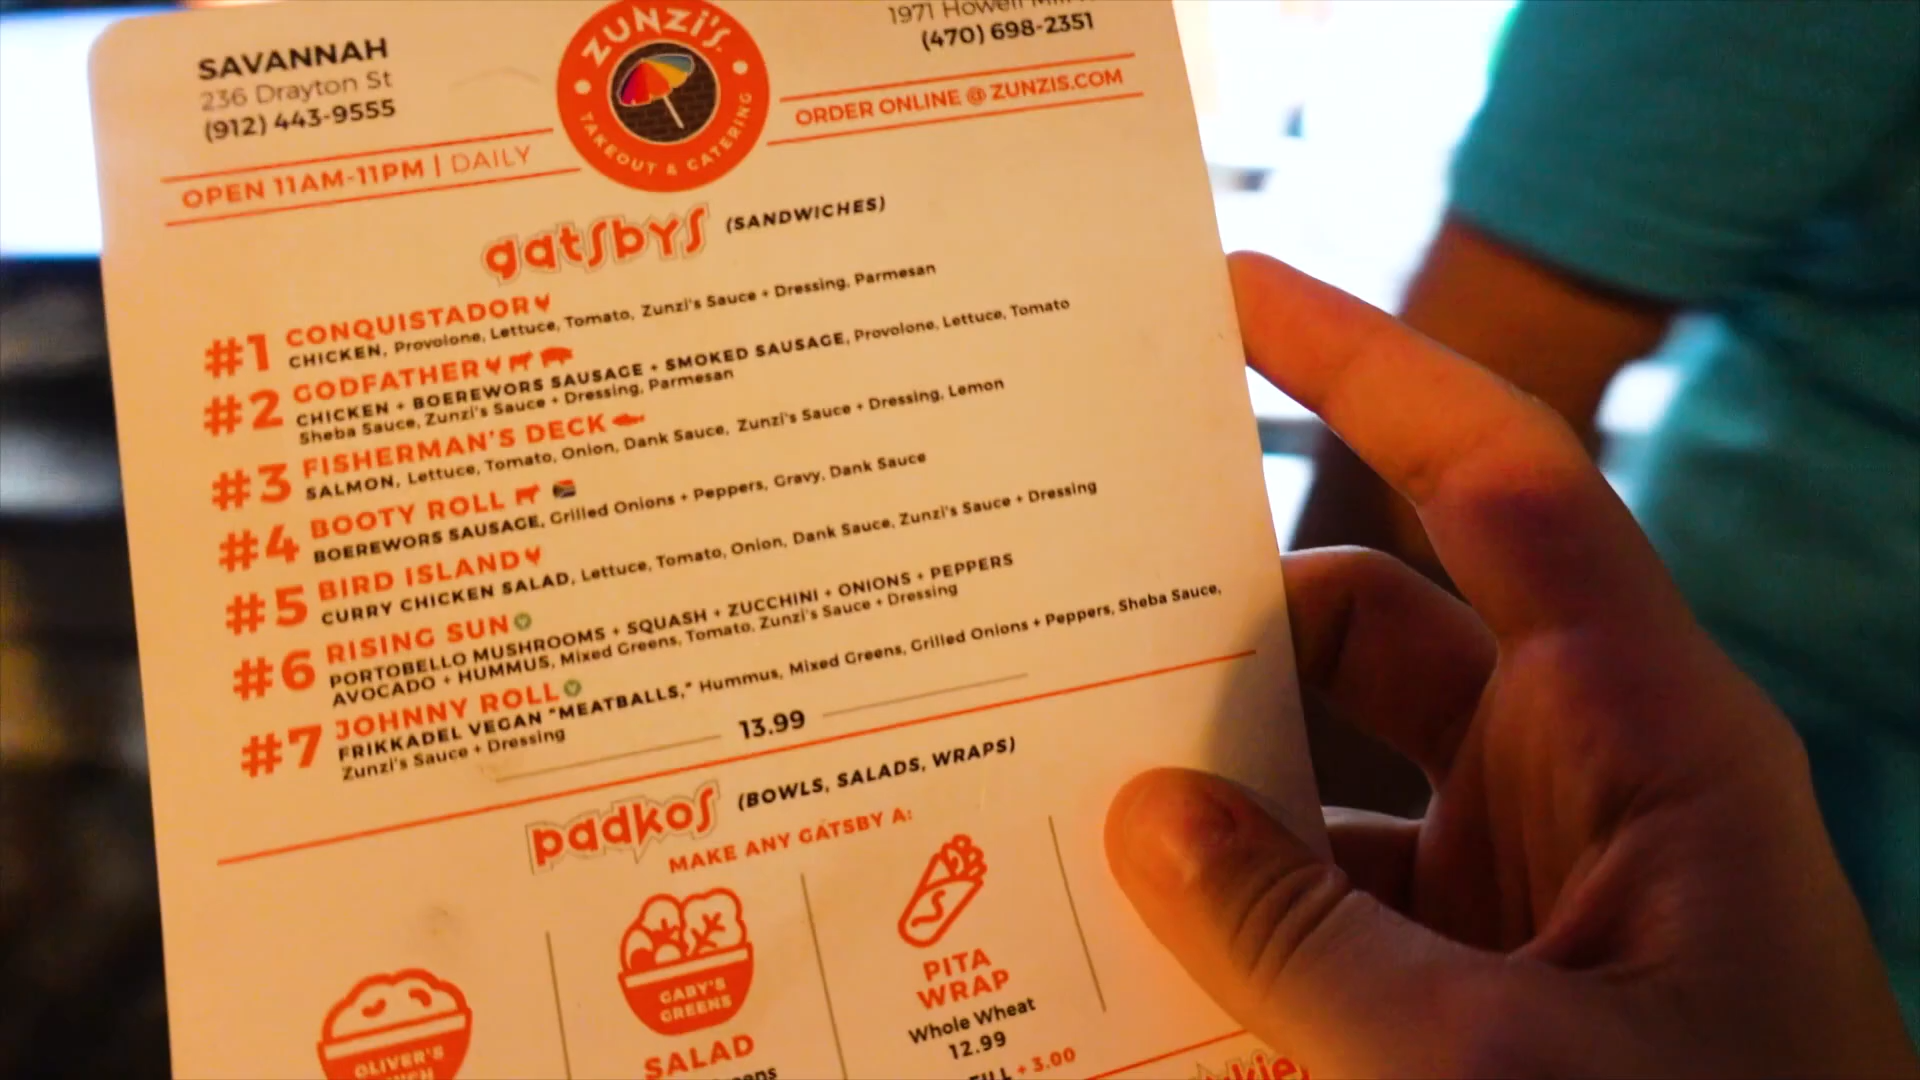 SAVANNAH
236 Drayton St
(912) 443-9555
OPEN 11AM-11PM | DAILY
ZUNZI'S.
TAKEOUT & CATERING
1971 Howell
(470) 698-2351
ORDER ONLINE @ ZUNZIS.COM
gatsbys (SANDWICHES)
#1 CONQUISTADOR
CHICKEN, Provolone, Lettuce, Tomato, Zunzi's Sauce + Dressing, Parmesan
#2 GODFATHER
CHICKEN + BOEREWORS SAUSAGE + SMOKED SAUSAGE, Provolone, Lettuce, Tomato
Sheba Sauce, Zunzi's Sauce + Dressing, Parmesan
#3 FISHERMAN'S DECK
SALMON, Lettuce, Tomato, Onion, Dank Sauce, Zunzi's Sauce + Dressing, Lemon
#4 BOOTY ROLL
BOEREWORS SAUSAGE, Grilled Onions + Peppers, Gravy, Dank Sauce
#5 BIRD ISLAND
CURRY CHICKEN SALAD, Lettuce, Tomato, Onion, Dank Sauce, Zunzi's Sauce + Dressing
#6 RISING SUN
PORTOBELLO MUSHROOMS + SQUASH + ZUCCHINI + ONIONS + PEPPERS
AVOCADO + HUMMUS, Mixed Greens, Tomato, Zunzi's Sauce + Dressing
#7 JOHNNY ROLL
FRIKKADEL VEGAN "MEATBALLS," Hummus, Mixed Greens, Grilled Onions + Peppers, Sheba Sauce,
Zunzi's Sauce + Dressing
13.99
padkos (BOWLS, SALADS, WRAPS)
MAKE ANY GATSBY A:
OLIVER'S
GABY'S
GREENS
SALAD
PITA
WRAP
Whole Wheat
12.99
+ 3.00